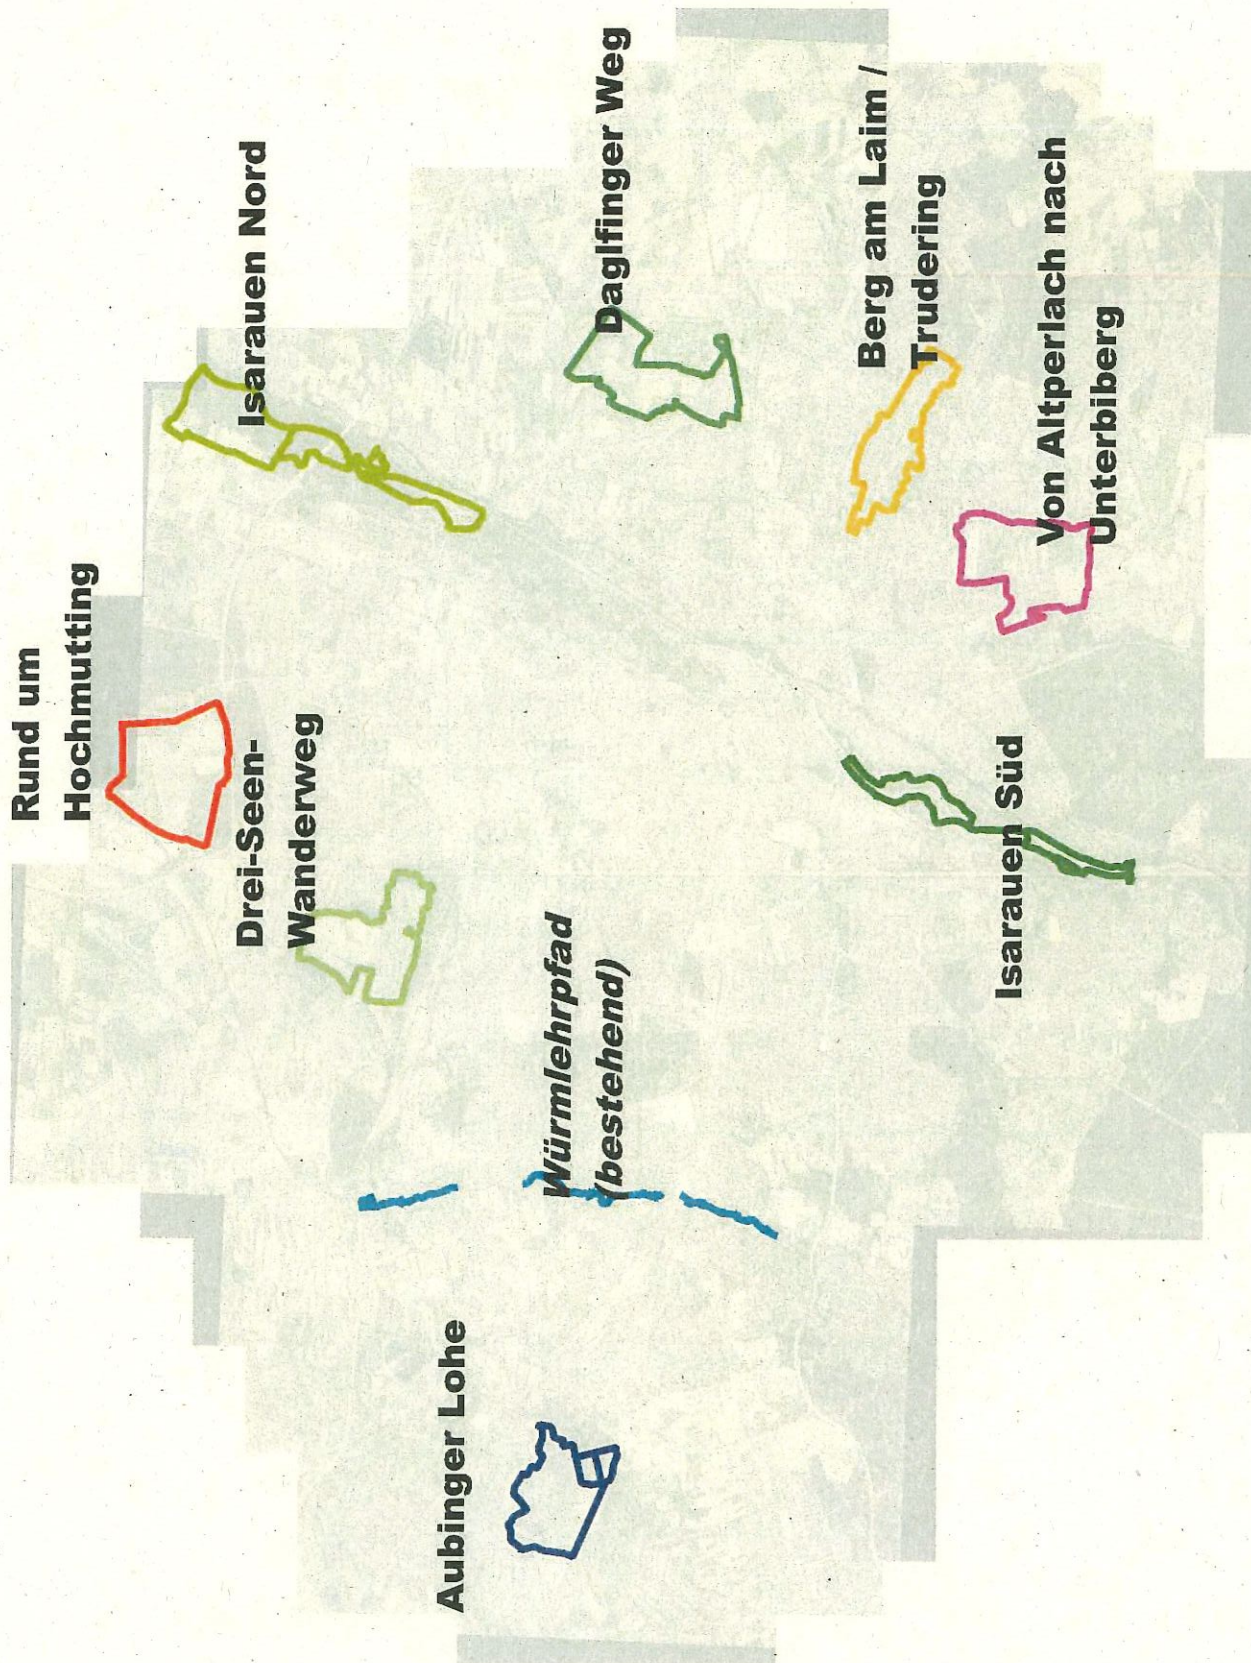 Rund um
Hochmutting
Isarauen Nord
Drei-Seen-
Wanderweg
Aubinger Lohe
Würmlehrpfad
(bestehend)
Daglfinger Weg
Berg am Laim /
Trudering
Von Altperlach nach
Unterbiberg
Isarauen Süd